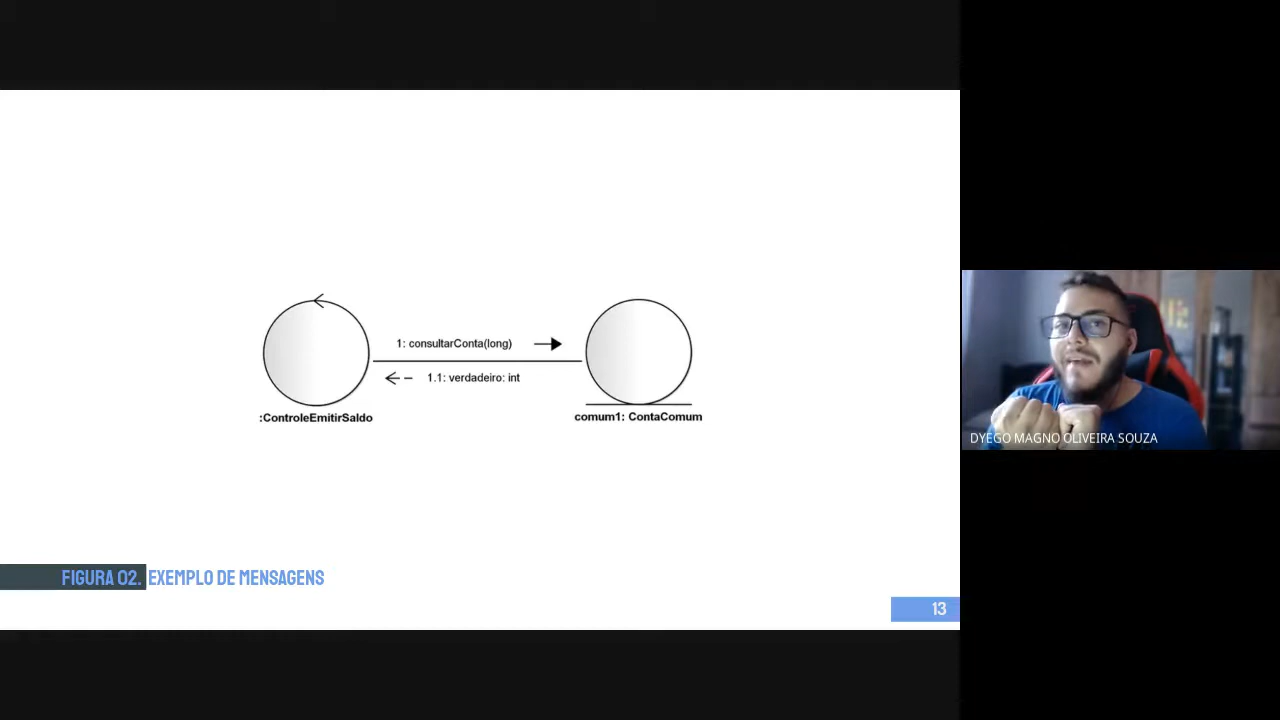 1: consultarConta(long)
1.1: verdadeiro: int
:ControleEmitirSaldo
comum1: ContaComum
FIGURA 02. EXEMPLO DE MENSAGENS
13
DYEGO MAGNO OLIVEIRA SOUZA